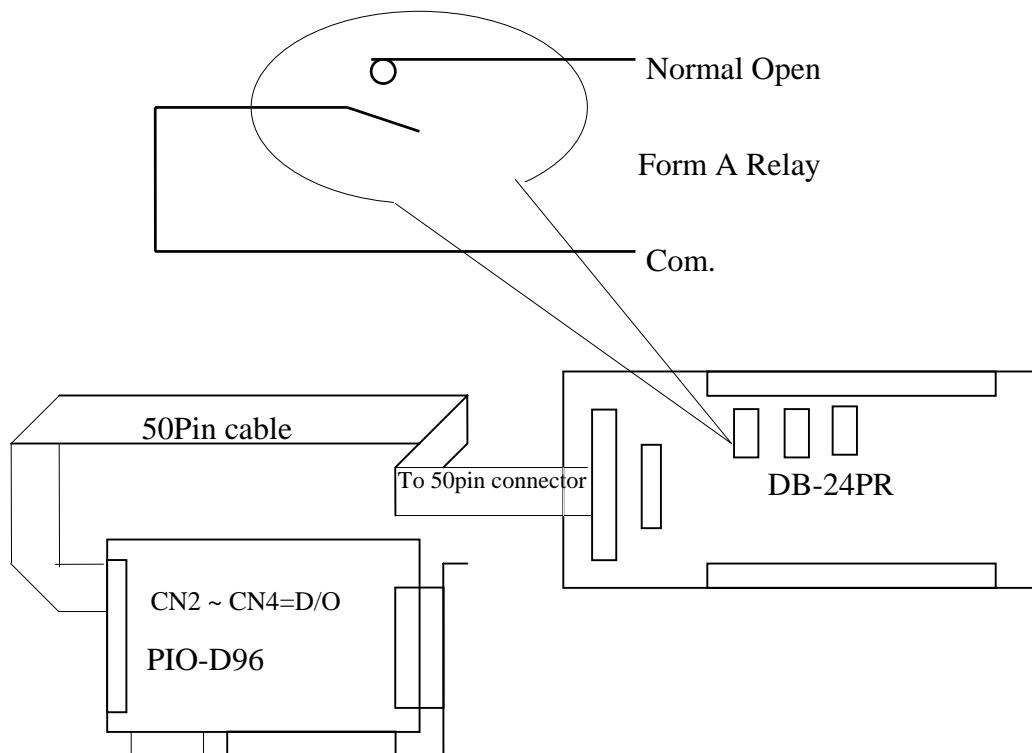 Normal Open
Form A Relay
Com.
50Pin cable
To 50pin connector
DB-24PR
CN2 ~ CN4=D/O
PIO-D96